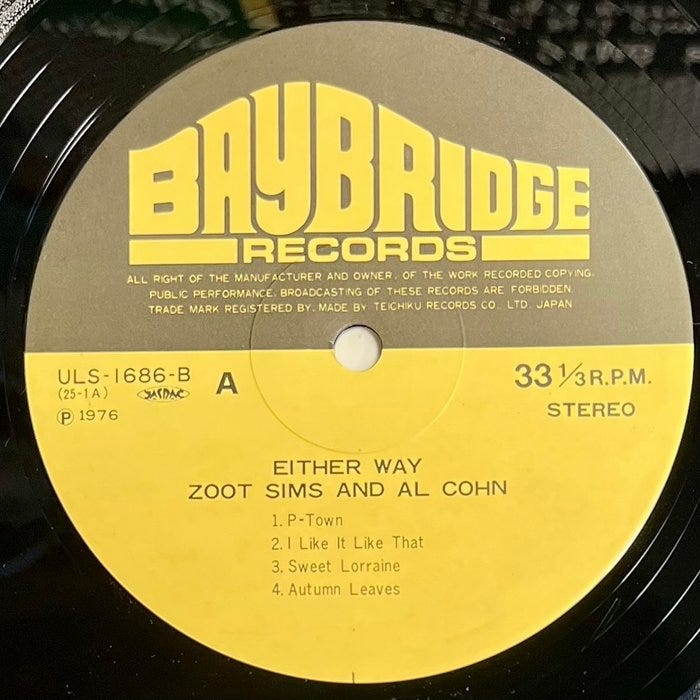 BAYBRIDGE
RECORDS
ALL RIGHT OF THE MANUFACTURER AND OWNER, OF THE WORK RECORDED COPYING,
PUBLIC PERFORMANCE, BROADCASTING OF THESE RECORDS ARE FORBIDDEN.
TRADE MARK REGISTERED BY, MADE BY TEICHIKU RECORDS CO., LTD. JAPAN
ULS-1686-B A 33 1/3 R.P.M.
(25-1A) JASRAC STEREO
Ⓟ 1976
EITHER WAY
ZOOT SIMS AND AL COHN
1. P-Town
2. I Like It Like That
3. Sweet Lorraine
4. Autumn Leaves